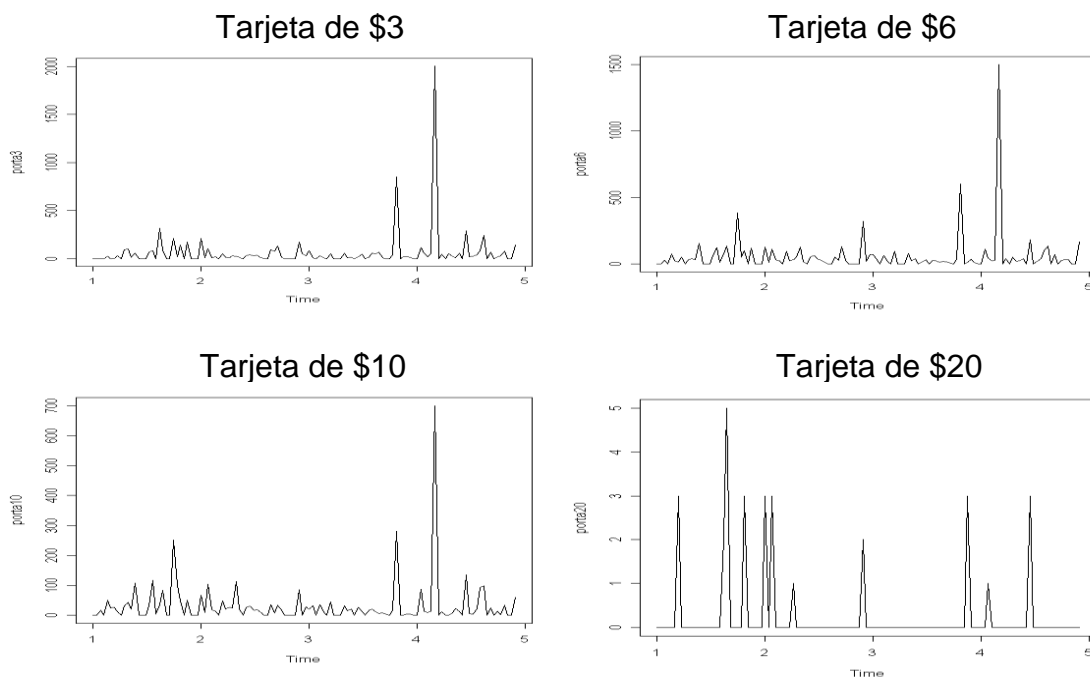 Tarjeta de $3
porta3
2000
1500
1000
500
0
1 2 3 4 5
Time
Tarjeta de $6
porta6
1500
1000
500
0
1 2 3 4 5
Time
Tarjeta de $10
porta10
700
600
500
400
300
200
100
0
1 2 3 4 5
Time
Tarjeta de $20
porta20
5
4
3
2
1
0
1 2 3 4 5
Time